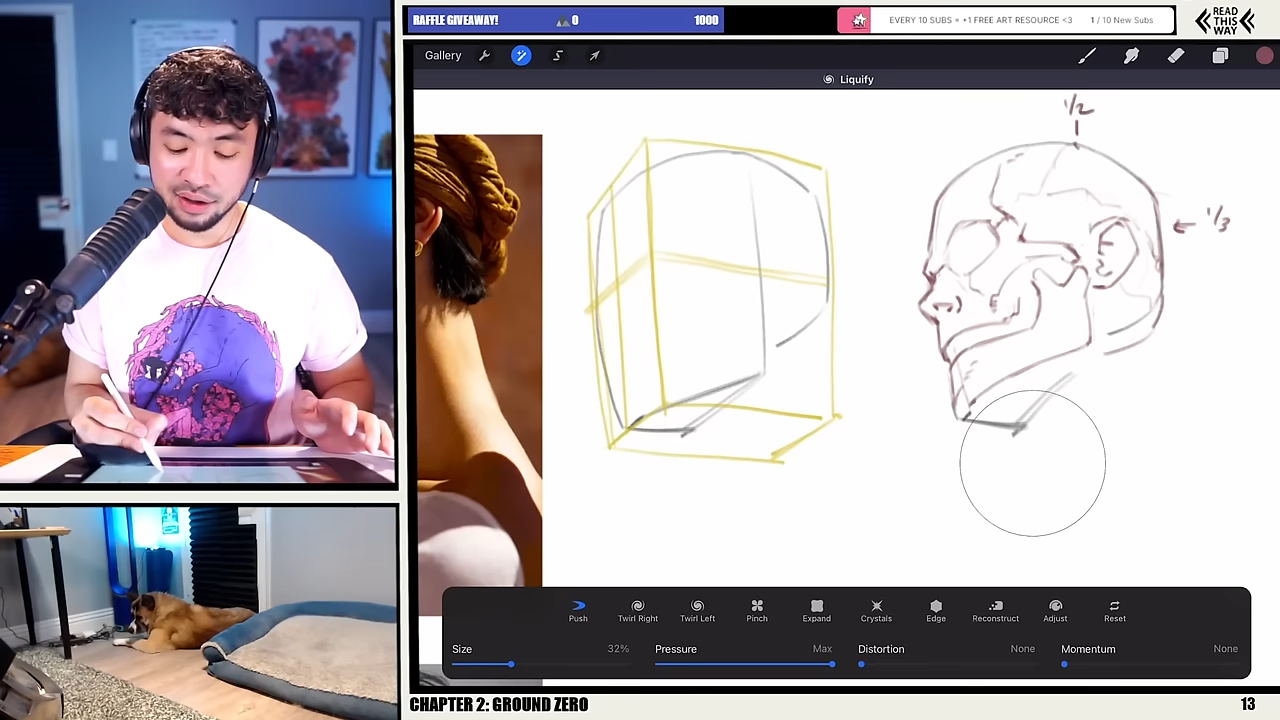 RAFFLE GIVEAWAY! 0 1000
EVERY 10 SUBS = +1 FREE ART RESOURCE <3 1 / 10 New Subs
READ
THIS
WAY
Gallery
Liquify
1/2
1/3
Push
Twirl Right
Twirl Left
Pinch
Expand
Crystals
Edge
Reconstruct
Adjust
Reset
Size 32%
Pressure Max
Distortion None
Momentum None
CHAPTER 2: GROUND ZERO 13